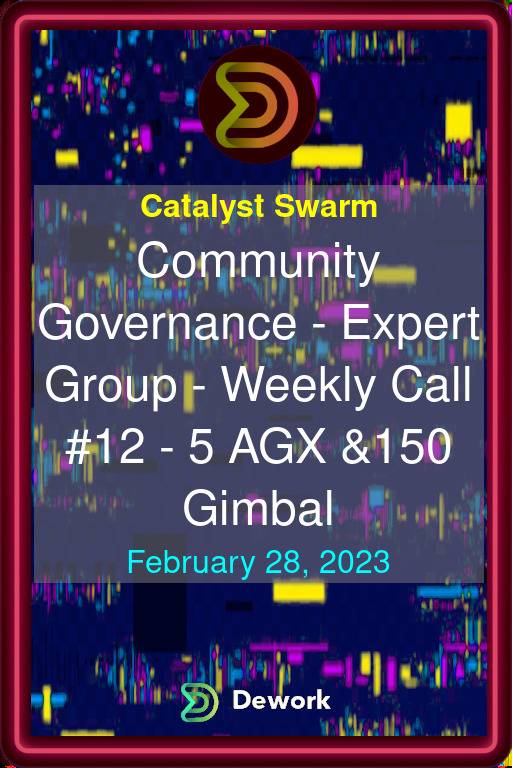 Catalyst Swarm
Community
Governance - Expert
Group - Weekly Call
#12 - 5 AGX &150
Gimbal
February 28, 2023
Dework